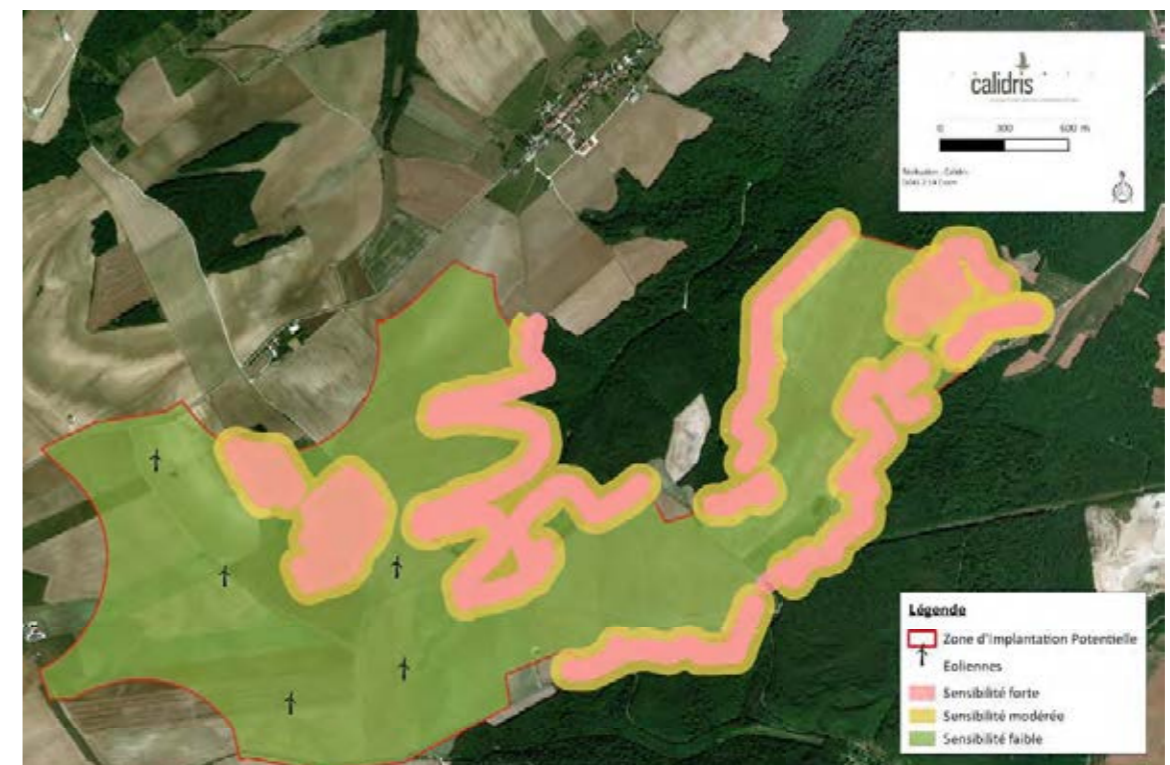 calidris
0 300 600 m
Légende
Zone d'Implantation Potentielle
Eoliennes
Sensibilité forte
Sensibilité modérée
Sensibilité faible